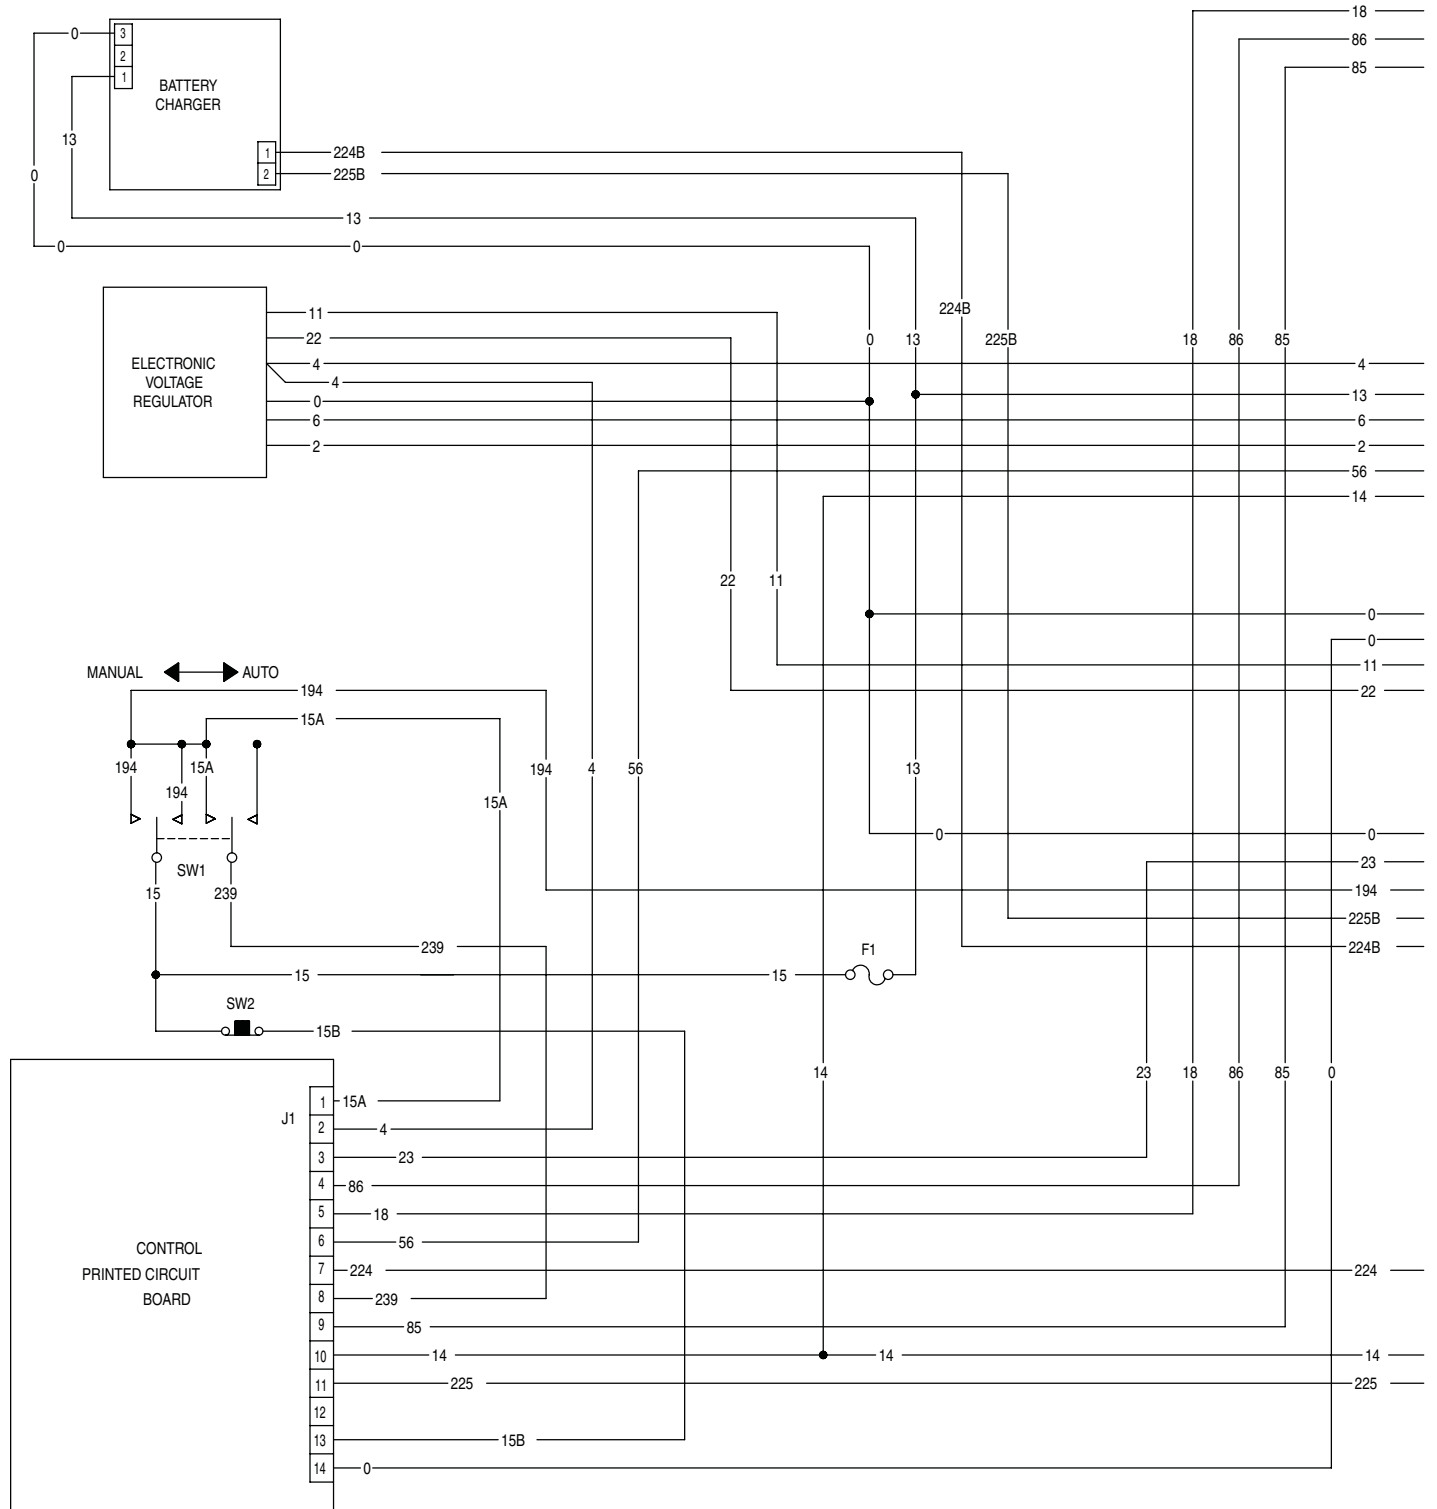 18
0 3
86
2
85
1
BATTERY
CHARGER
13
1 224B
2 225B
0
13
0 0
224B
11
22 0 13 225B 18 86 85
ELECTRONIC
VOLTAGE
REGULATOR
4 4
4
13
0
6 6
2 2
56
14
22 11
0
0
11
MANUAL AUTO
194 22
15A
194 15A 194 4 56 13
194
15A
0 0
23
SW1
15 239 194
225B
239 F1 224B
15 15
SW2
15B
14 23 18 86 85 0
J1
1 15A
2 4
3 23
4 86
5 18
6 56
CONTROL
PRINTED CIRCUIT
BOARD
7 224 224
8 239
9 85
10 14 14 14
11 225 225
12
13 15B
14 0